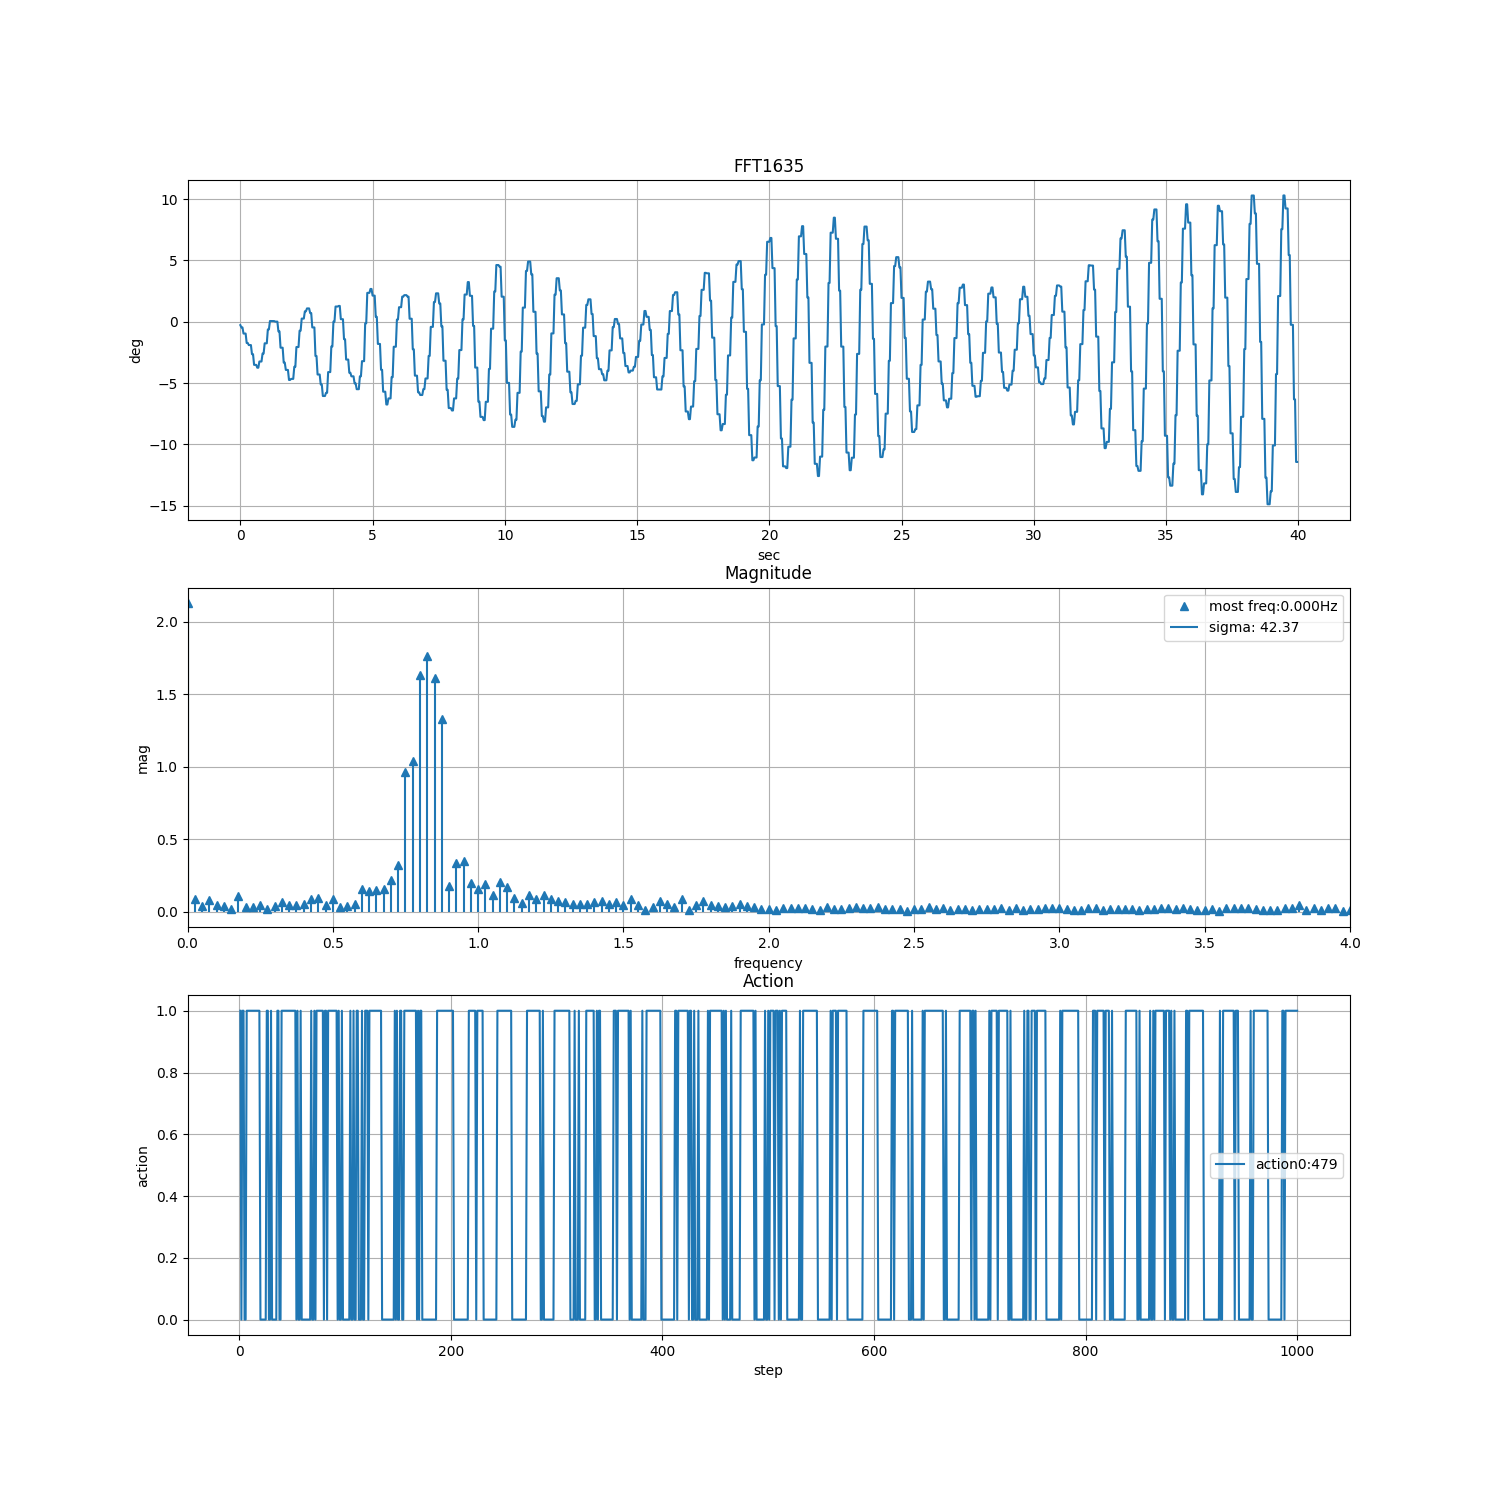 FFT1635
10
5
0
−5
−10
−15
deg
0 5 10 15 20 25 30 35 40
sec
Magnitude
most freq:0.000Hz
sigma: 42.37
2.0
1.5
1.0
0.5
0.0
mag
0.0 0.5 1.0 1.5 2.0 2.5 3.0 3.5 4.0
frequency
Action
1.0
0.8
0.6
0.4
0.2
0.0
action
action0:479
0 200 400 600 800 1000
step